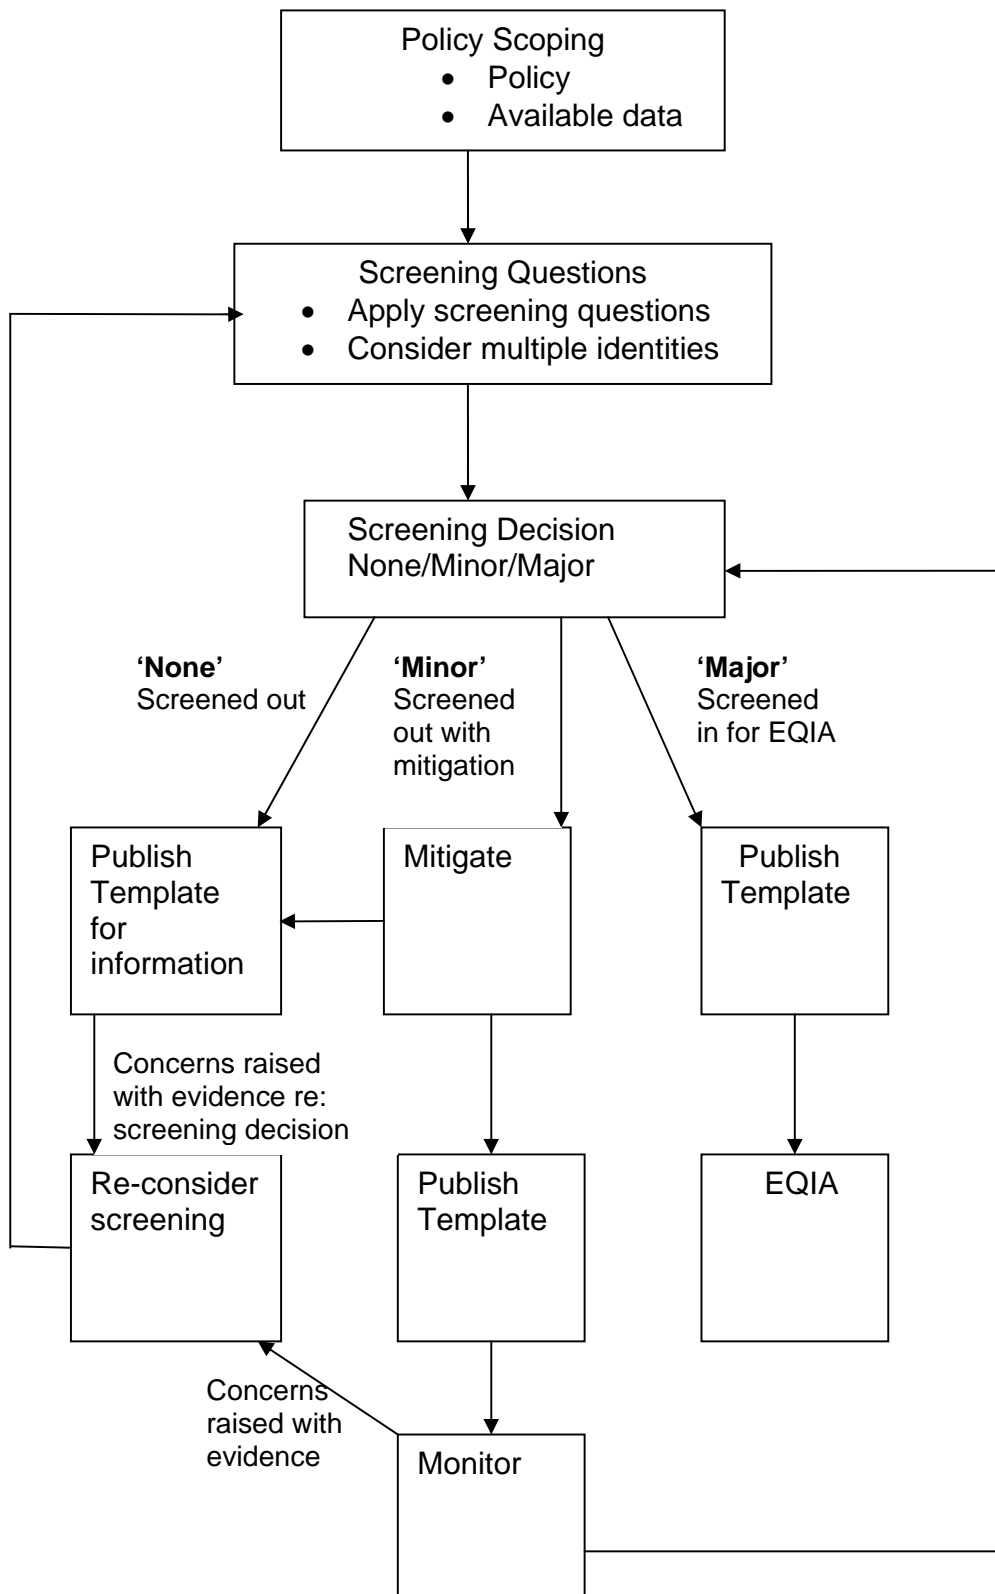 Policy Scoping
• Policy
• Available data
Screening Questions
• Apply screening questions
• Consider multiple identities
Screening Decision
None/Minor/Major
‘None’
Screened out
‘Minor’
Screened
out with
mitigation
‘Major’
Screened
in for EQIA
Publish
Template
for
information
Mitigate
Publish
Template
Concerns raised
with evidence re:
screening decision
Re-consider
screening
Publish
Template
EQIA
Concerns
raised with
evidence
Monitor